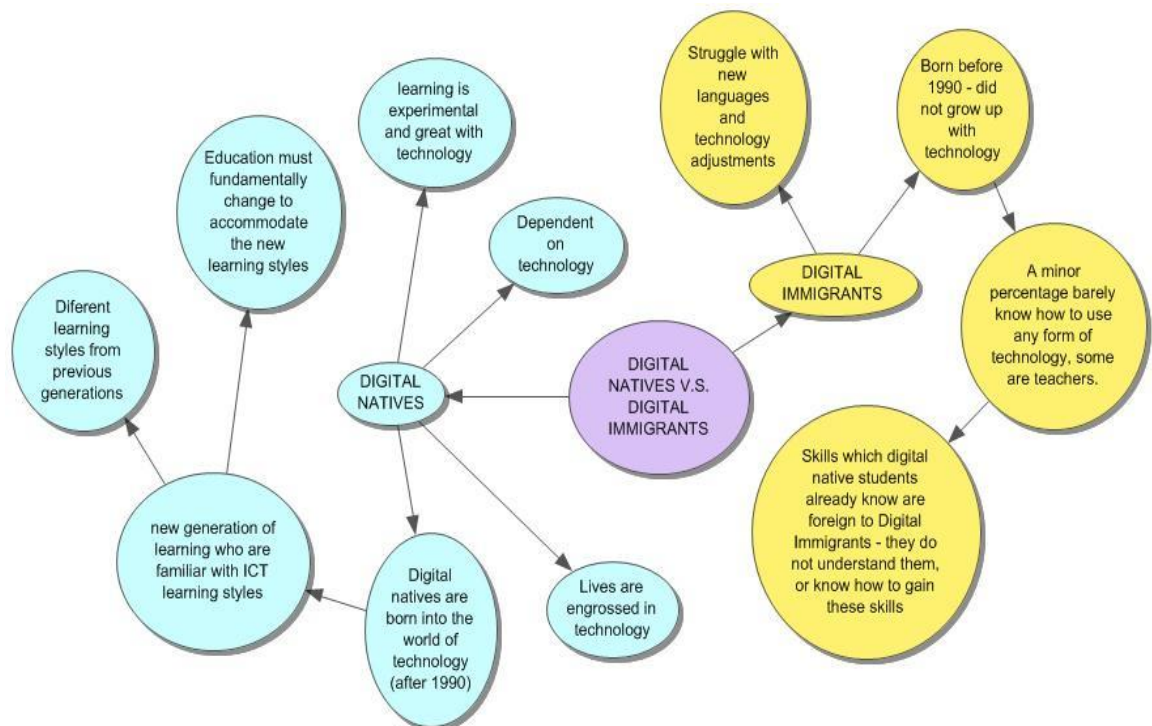 learning is
experimental
and great with
technology
Struggle with
new
languages
and
technology
adjustments
Born before
1990 - did
not grow up
with
technology
Education must
fundamentally
change to
accommodate
the new
learning styles
Dependent
on
technology
DIGITAL
IMMIGRANTS
A minor
percentage barely
know how to use
any form of
technology, some
are teachers.
Diferent
learning
styles from
previous
generations
DIGITAL
NATIVES
DIGITAL
NATIVES V.S.
DIGITAL
IMMIGRANTS
Skills which digital
native students
already know are
foreign to Digital
Immigrants - they do
not understand them,
or know how to gain
these skills
new generation of
learning who are
familiar with ICT
learning styles
Digital
natives are
born into the
world of
technology
(after 1990)
Lives are
engrossed in
technology